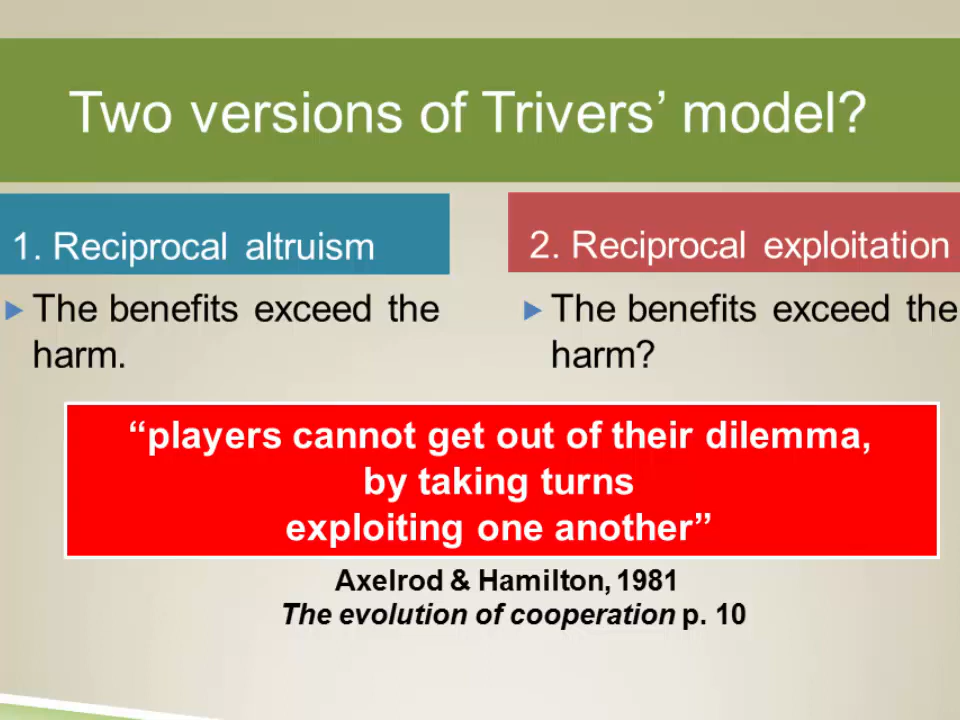 Two versions of Trivers’ model?
1. Reciprocal altruism
The benefits exceed the
harm.
2. Reciprocal exploitation
The benefits exceed the
harm?
“players cannot get out of their dilemma,
by taking turns
exploiting one another”
Axelrod & Hamilton, 1981
The evolution of cooperation p. 10